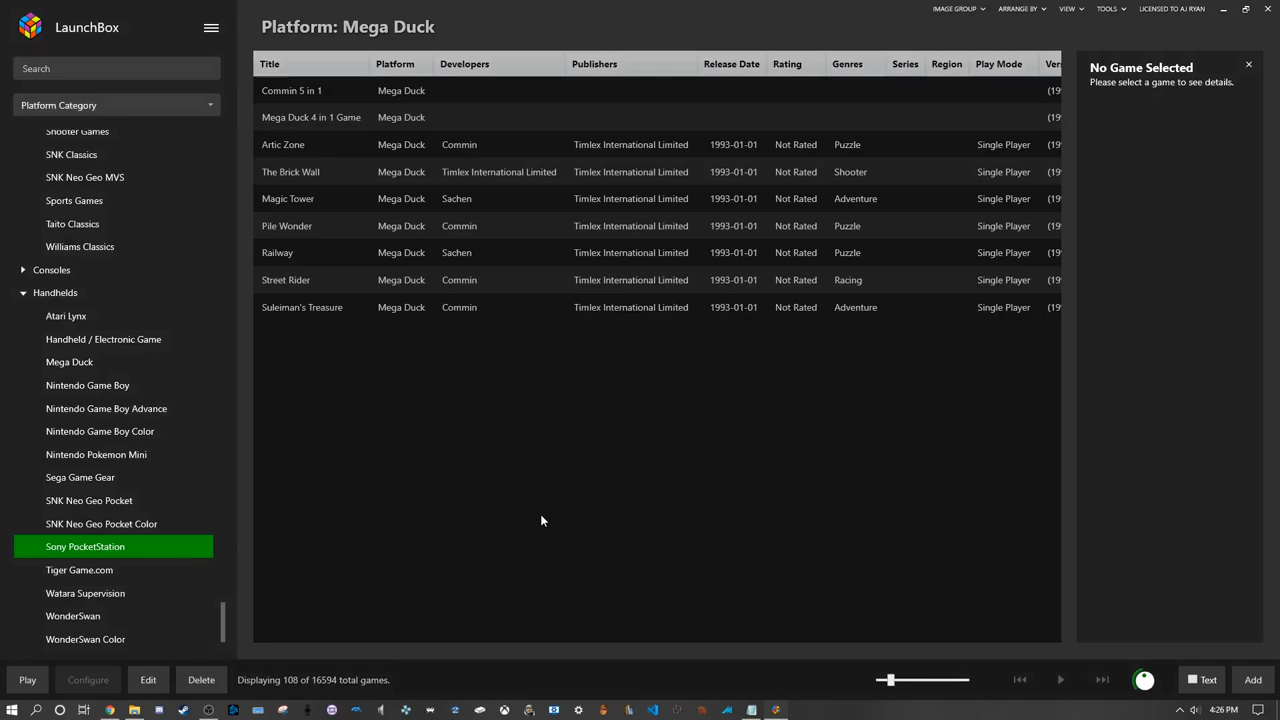 LaunchBox
Search
Platform Category
Shooter Games
SNK Classics
SNK Neo Geo MVS
Sports Games
Taito Classics
Williams Classics
Consoles
Handhelds
Atari Lynx
Handheld / Electronic Game
Mega Duck
Nintendo Game Boy
Nintendo Game Boy Advance
Nintendo Game Boy Color
Nintendo Pokemon Mini
Sega Game Gear
SNK Neo Geo Pocket
SNK Neo Geo Pocket Color
Sony PocketStation
Tiger Game.com
Watara Supervision
WonderSwan
WonderSwan Color
IMAGE GROUP ARRANGE BY VIEW TOOLS LICENSED TO AJ RYAN
Platform: Mega Duck
Title Platform Developers Publishers Release Date Rating Genres Series Region Play Mode Vers
Commin 5 in 1 Mega Duck (19
Mega Duck 4 in 1 Game Mega Duck (19
Artic Zone Mega Duck Commin Timlex International Limited 1993-01-01 Not Rated Puzzle Single Player (19
The Brick Wall Mega Duck Timlex International Limited Timlex International Limited 1993-01-01 Not Rated Shooter Single Player (19
Magic Tower Mega Duck Sachen Timlex International Limited 1993-01-01 Not Rated Adventure Single Player (19
Pile Wonder Mega Duck Commin Timlex International Limited 1993-01-01 Not Rated Puzzle Single Player (19
Railway Mega Duck Sachen Timlex International Limited 1993-01-01 Not Rated Puzzle Single Player (19
Street Rider Mega Duck Commin Timlex International Limited 1993-01-01 Not Rated Racing Single Player (19
Suleiman's Treasure Mega Duck Commin Timlex International Limited 1993-01-01 Not Rated Adventure Single Player (19
No Game Selected
Please select a game to see details.
Play Configure Edit Delete Displaying 108 of 16594 total games. Text Add
4:26 PM